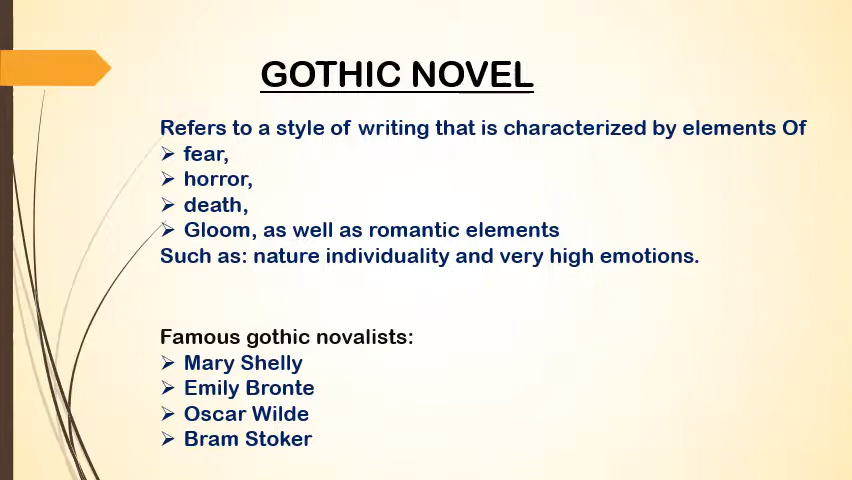 GOTHIC NOVEL
Refers to a style of writing that is characterized by elements Of
➢ fear,
➢ horror,
➢ death,
➢ Gloom, as well as romantic elements
Such as: nature individuality and very high emotions.
Famous gothic novalists:
➢ Mary Shelly
➢ Emily Bronte
➢ Oscar Wilde
➢ Bram Stoker